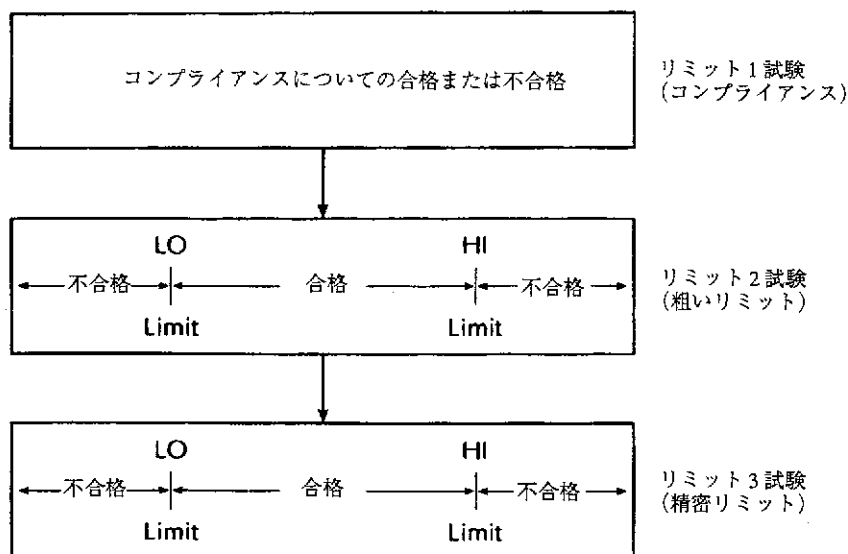 コンプライアンスについての合格または不合格
リミット1試験
(コンプライアンス)
LO HI
不合格 合格 不合格
Limit Limit
リミット2試験
(粗いリミット)
LO HI
不合格 合格 不合格
Limit Limit
リミット3試験
(精密リミット)